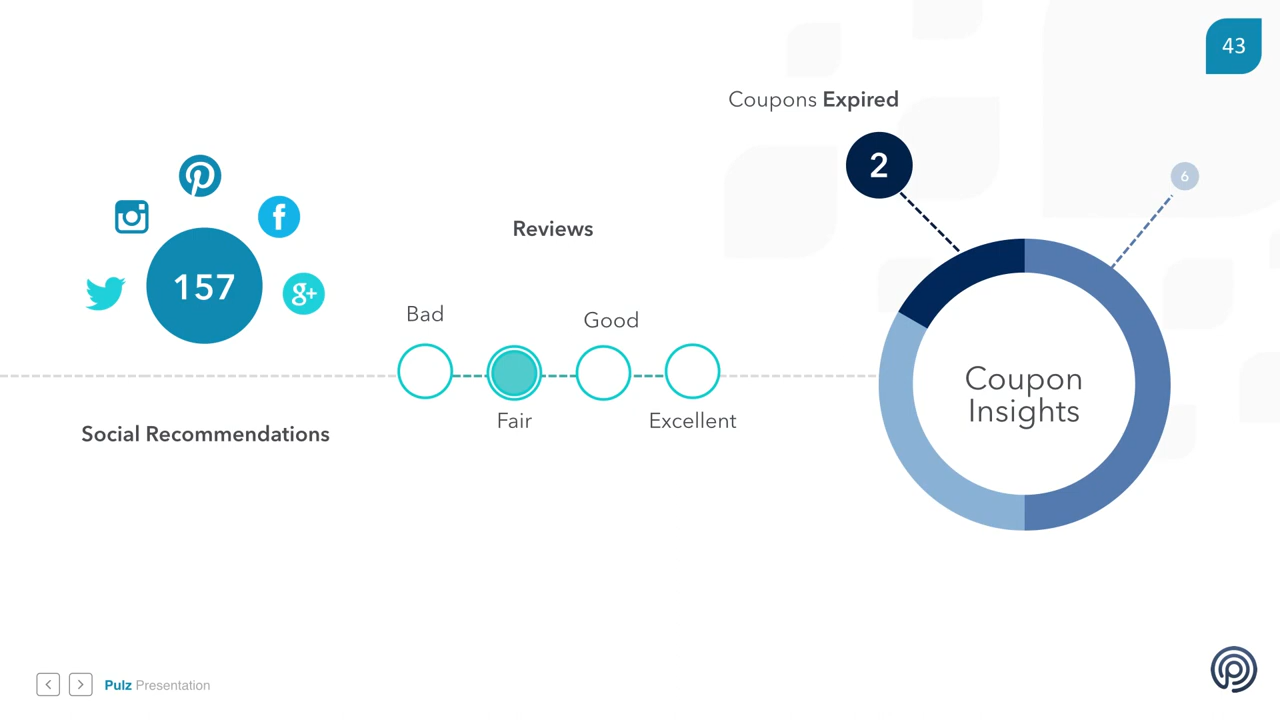 43
Coupons Expired
2
6
157
Social Recommendations
Reviews
Bad
Good
Fair
Excellent
Coupon
Insights
Pulz Presentation